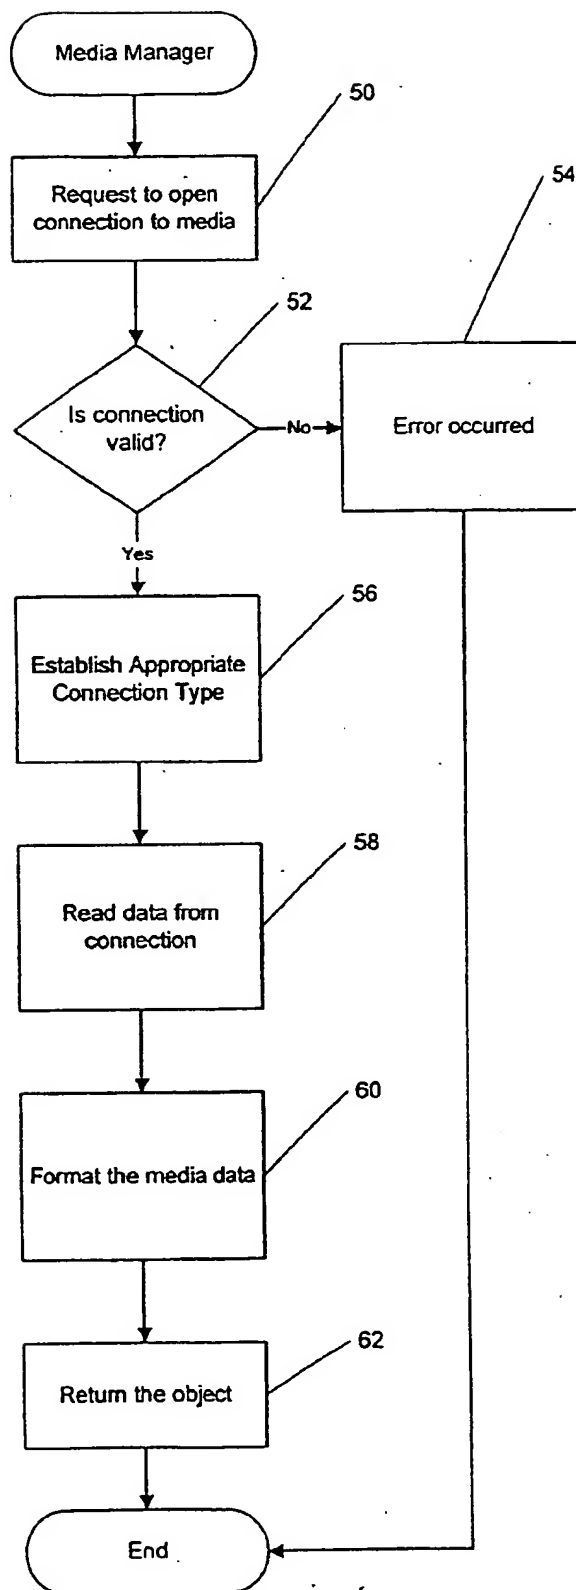 Media Manager
50
Request to open
connection to media
54
52
Is connection
valid?
No
Error occurred
Yes
56
Establish Appropriate
Connection Type
58
Read data from
connection
60
Format the media data
62
Return the object
End